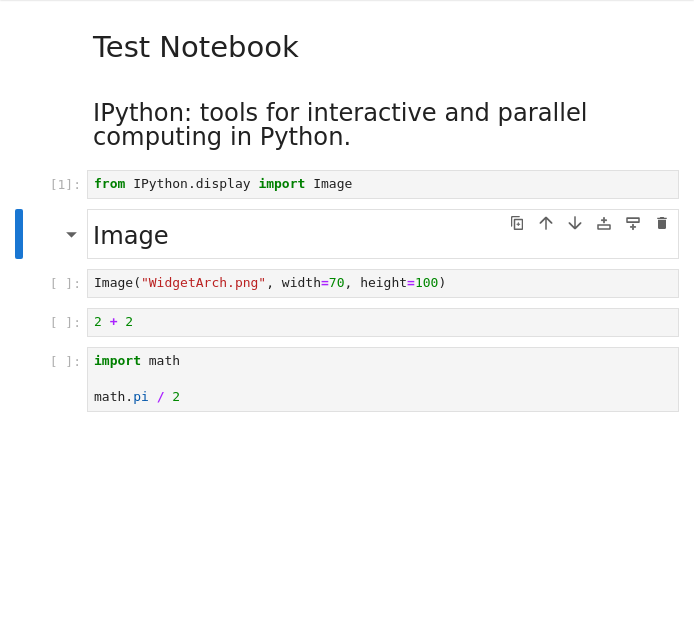 Test Notebook
IPython: tools for interactive and parallel
computing in Python.
[1]: from IPython.display import Image
Image
[ ]: Image("WidgetArch.png", width=70, height=100)
[ ]: 2 + 2
[ ]: import math
math.pi / 2